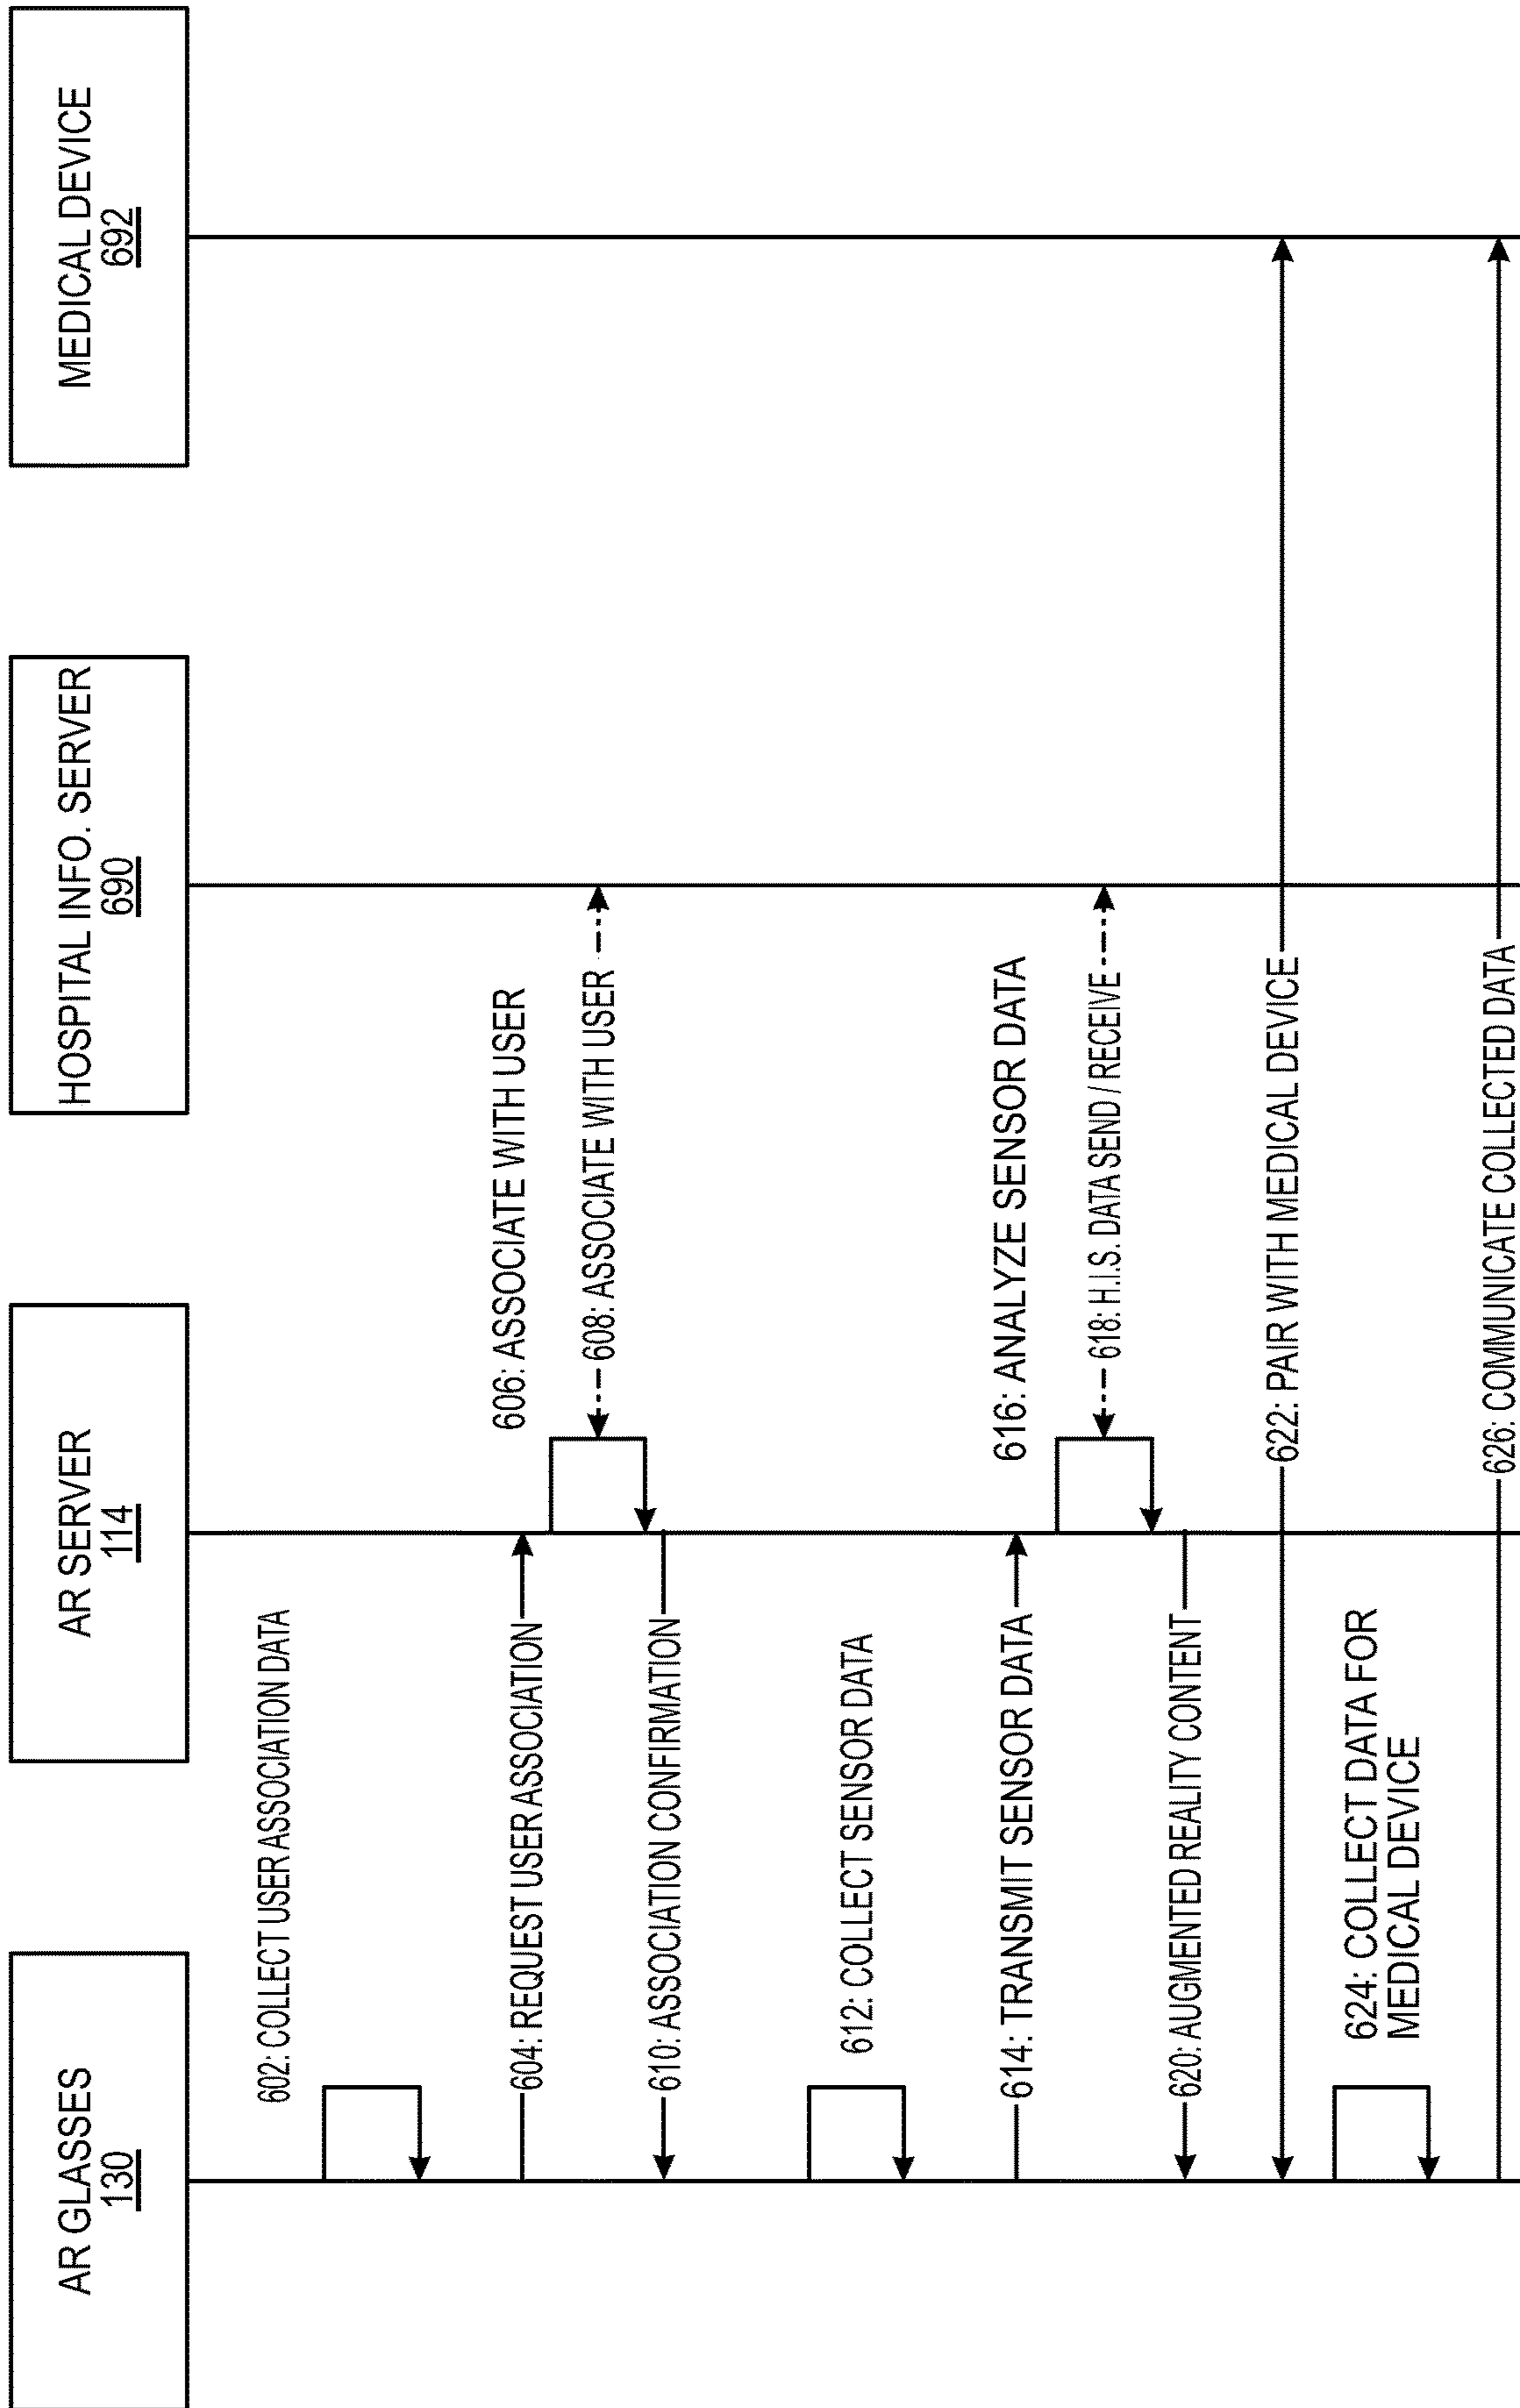 AR GLASSES
130
AR SERVER
114
HOSPITAL INFO. SERVER
690
MEDICAL DEVICE
692
602: COLLECT USER ASSOCIATION DATA
604: REQUEST USER ASSOCIATION
606: ASSOCIATE WITH USER
608: ASSOCIATE WITH USER
610: ASSOCIATION CONFIRMATION
612: COLLECT SENSOR DATA
614: TRANSMIT SENSOR DATA
616: ANALYZE SENSOR DATA
618: H.I.S. DATA SEND / RECEIVE
620: AUGMENTED REALITY CONTENT
622: PAIR WITH MEDICAL DEVICE
624: COLLECT DATA FOR
MEDICAL DEVICE
626: COMMUNICATE COLLECTED DATA